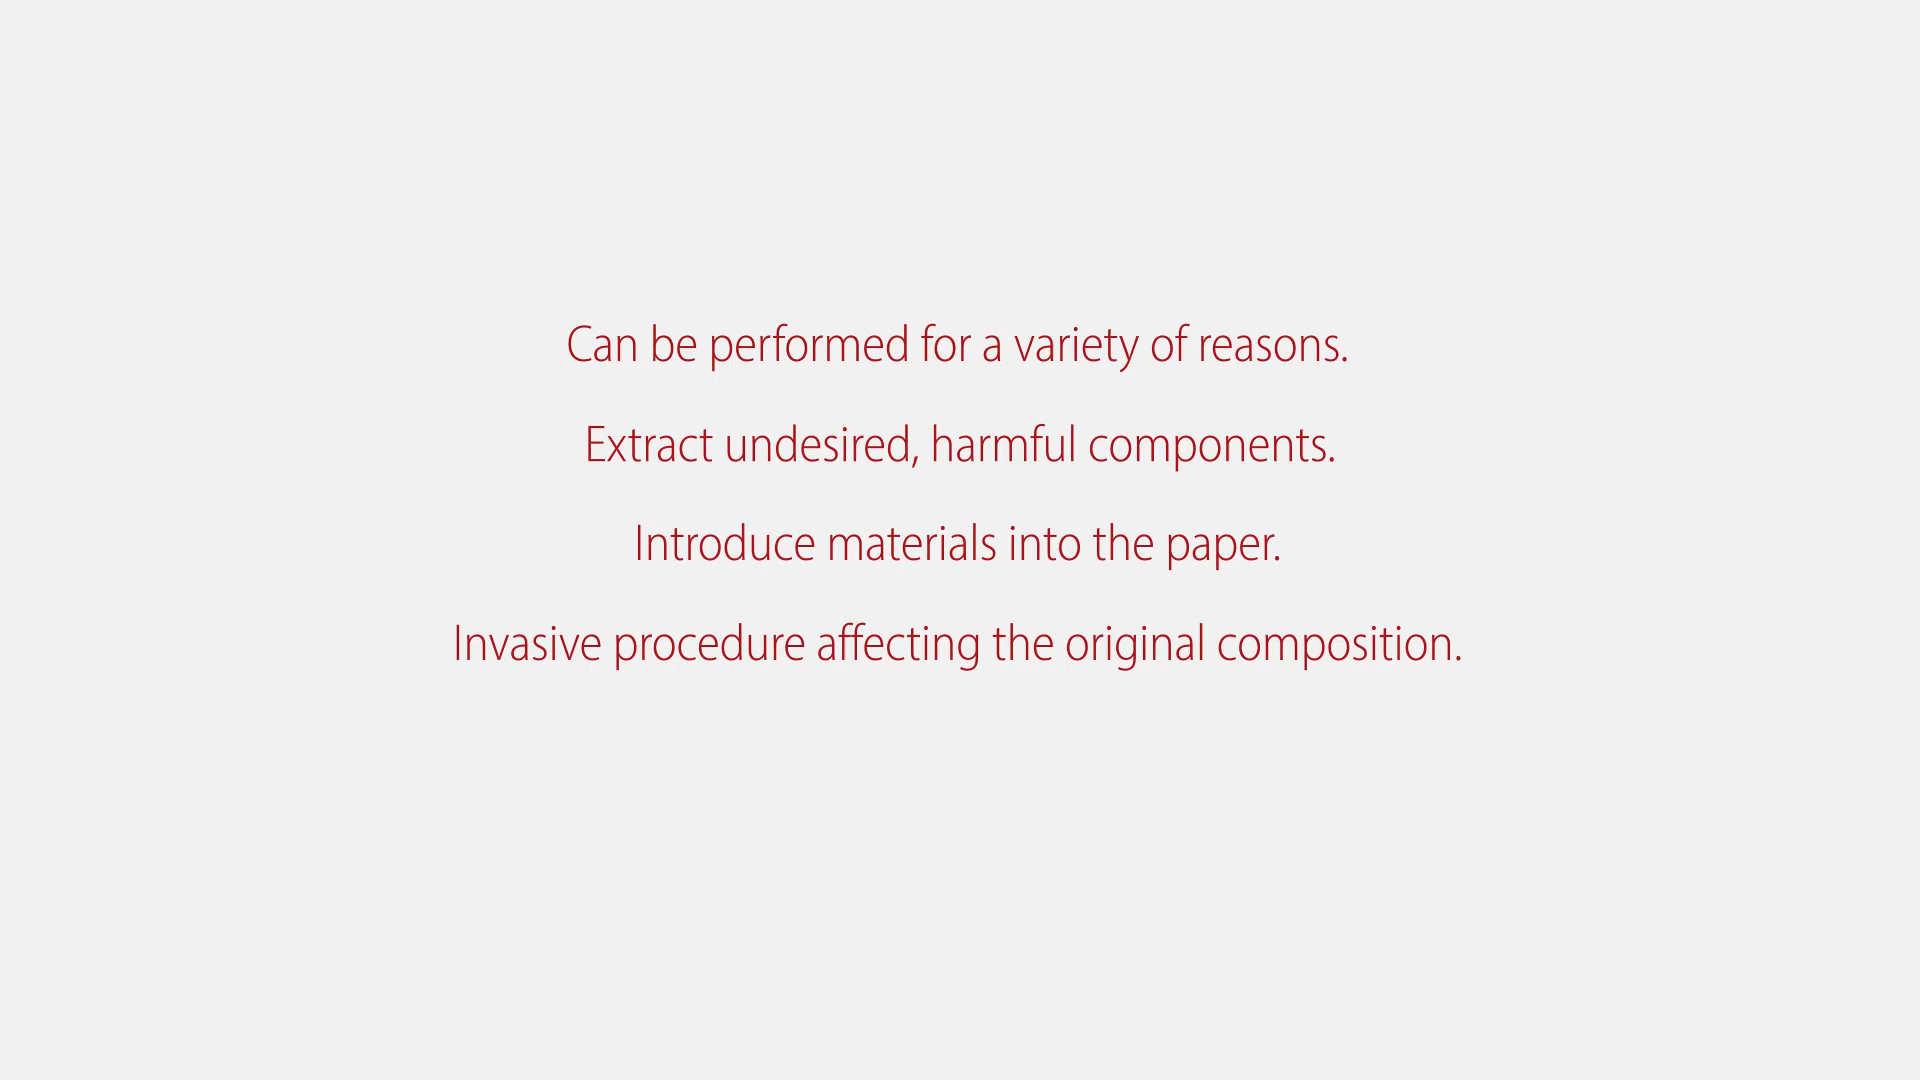 Can be performed for a variety of reasons.
Extract undesired, harmful components.
Introduce materials into the paper.
Invasive procedure affecting the original composition.